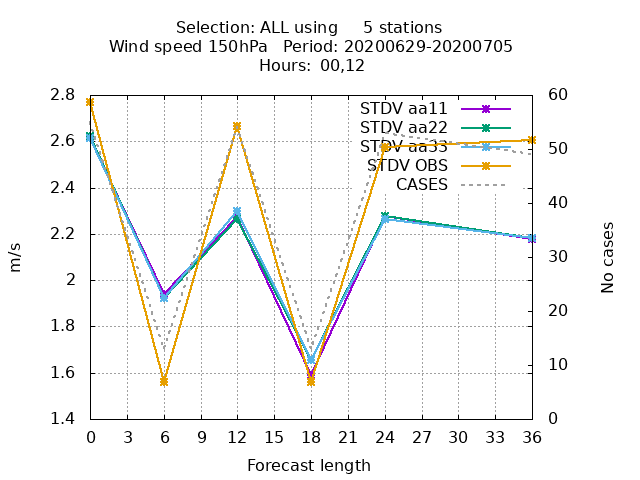 Selection: ALL using     5 stations
Wind speed 150hPa   Period: 20200629-20200705
Hours: 00,12
STDV aa11
STDV aa22
STDV aa33
STDV OBS
CASES
2.8
2.6
2.4
2.2
2
1.8
1.6
1.4
60
50
40
30
20
10
0
m/s
No cases
0 3 6 9 12 15 18 21 24 27 30 33 36
Forecast length